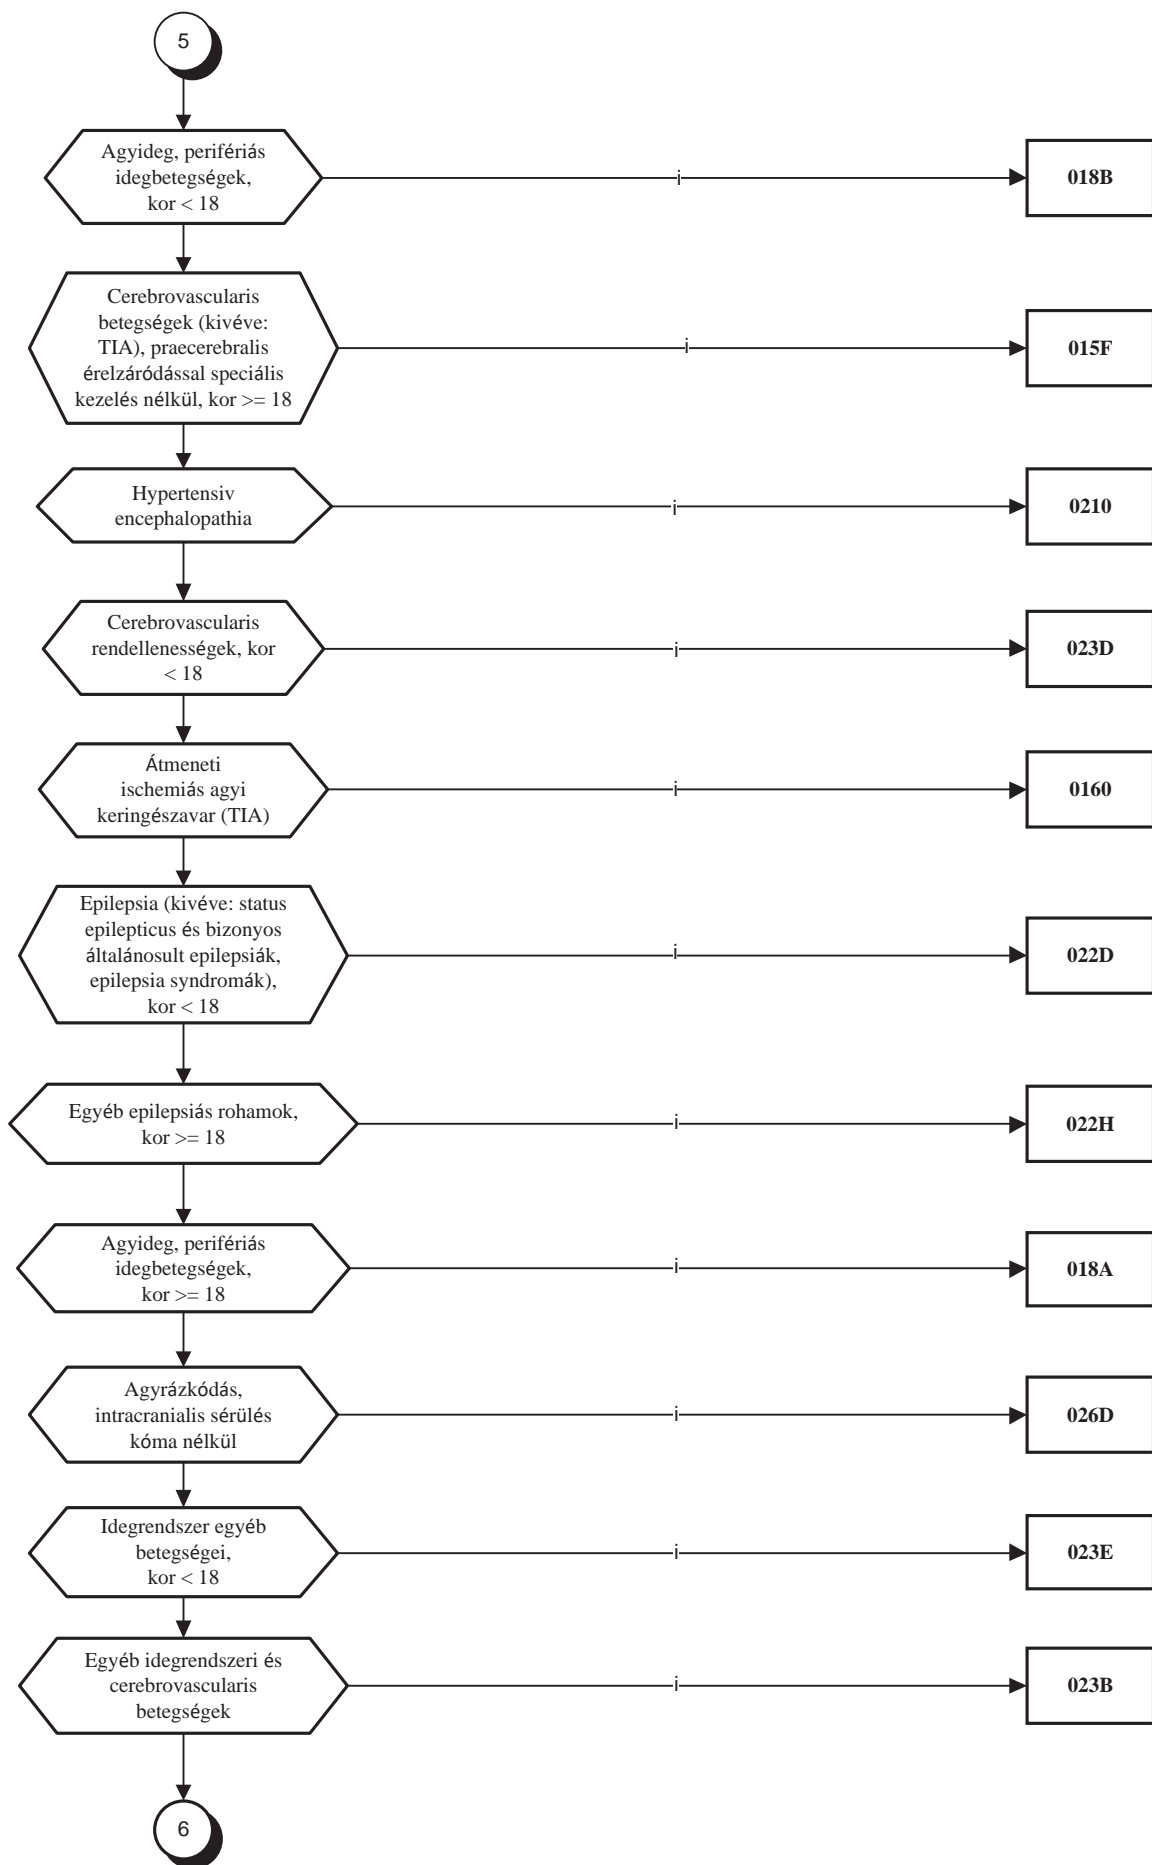 5
Agyideg, perifériás
idegbetegségek,
kor < 18
i
018B
Cerebrovascularis
betegségek (kivéve:
TIA), praecerebralis
érelzáródással speciális
kezelés nélkül, kor >= 18
i
015F
Hypertensiv
encephalopathia
i
0210
Cerebrovascularis
rendellenességek, kor
< 18
i
023D
Átmeneti
ischemiás agyi
keringészavar (TIA)
i
0160
Epilepsia (kivéve: status
epilepticus és bizonyos
általánosult epilepsiák,
epilepsia syndromák),
kor < 18
i
022D
Egyéb epilepsiás rohamok,
kor >= 18
i
022H
Agyideg, perifériás
idegbetegségek,
kor >= 18
i
018A
Agyrázkódás,
intracranialis sérülés
kóma nélkül
i
026D
Idegrendszer egyéb
betegségei,
kor < 18
i
023E
Egyéb idegrendszeri és
cerebrovascularis
betegségek
i
023B
6